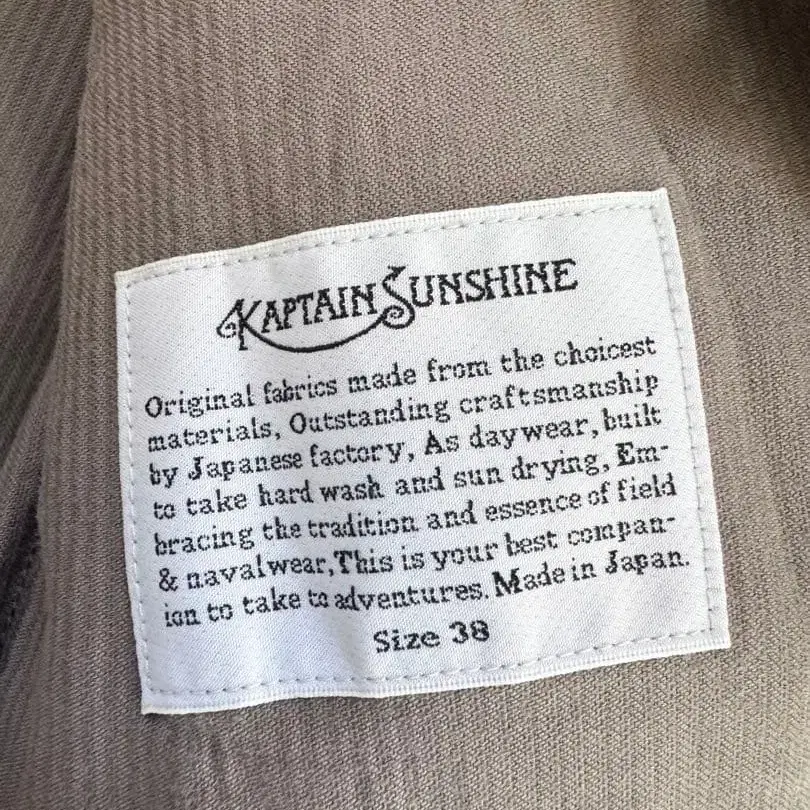 KAPTAIN SUNSHINE
Original fabrics made from the choicest
materials, Outstanding craftsmanship
by Japanese factory, As daywear, built
to take hard wash and sun drying, Em-
bracing the tradition and essence of field
& navalwear, This is your best compan-
ion to take to adventures. Made in Japan.
Size 38